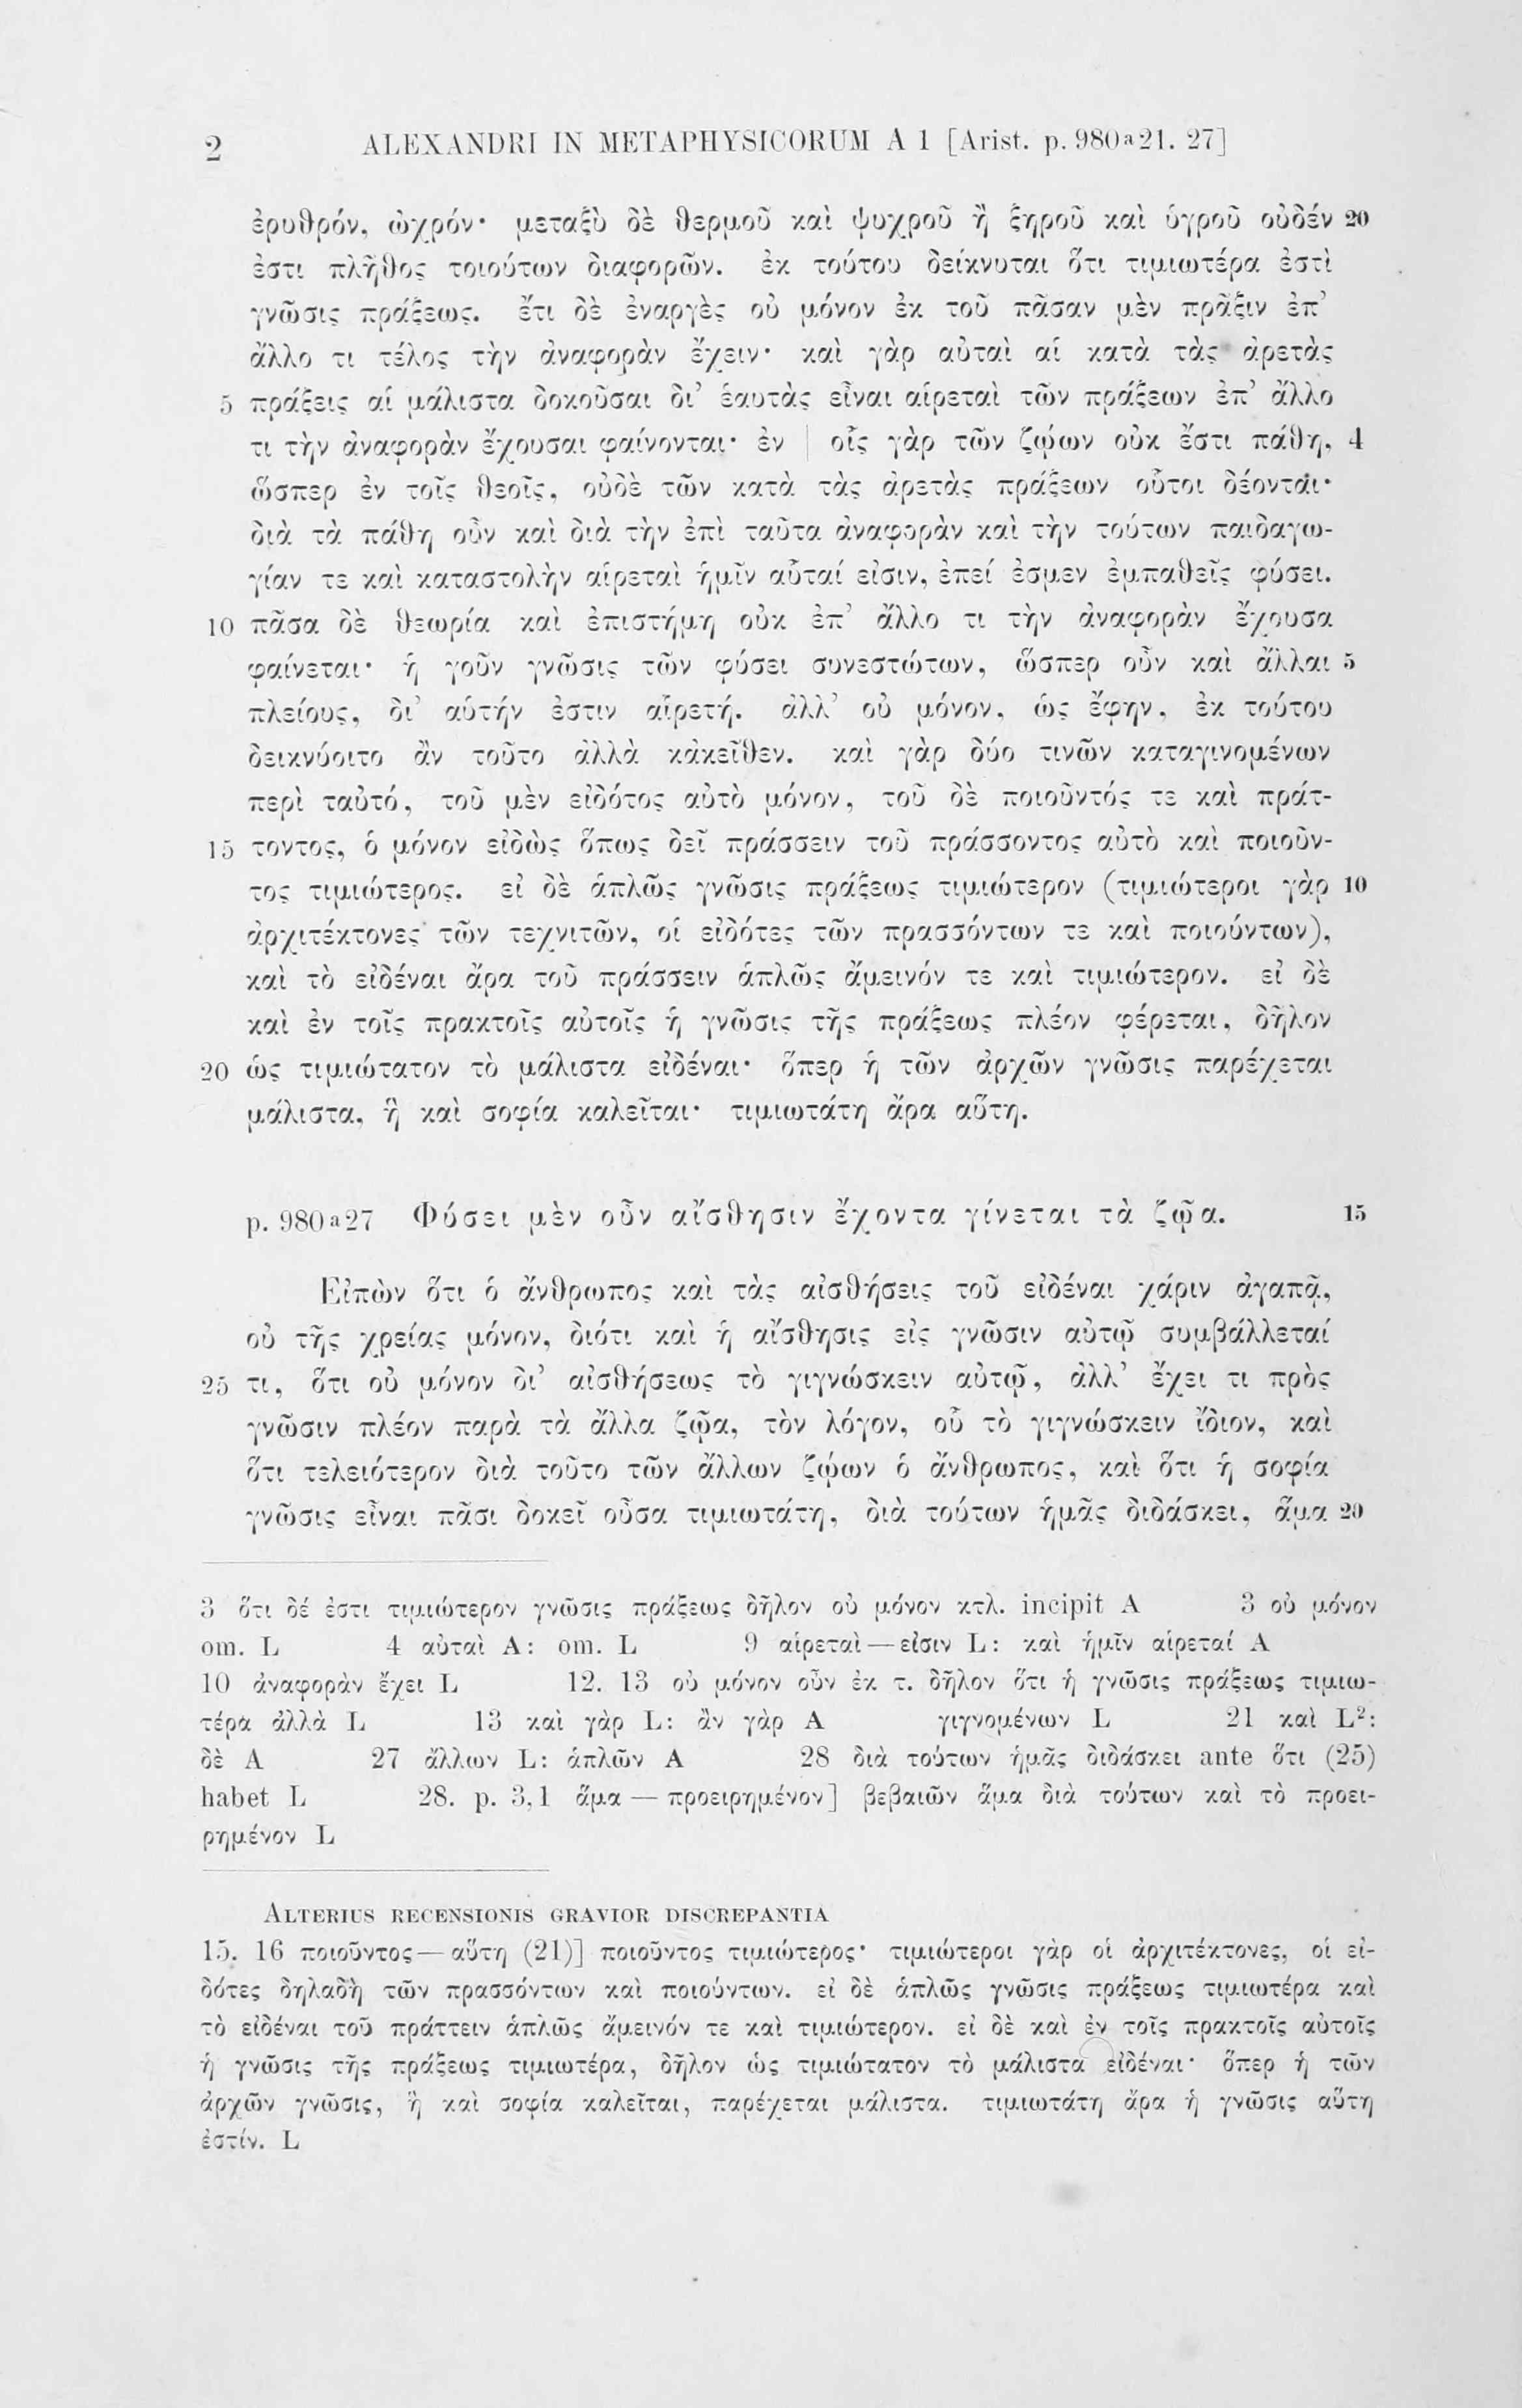 2 ALEXANDRI IN METAPHYSICORUM A 1 [Arist. p. 980ᵃ21. 27]
ἐρυθρόν, ὠχρόν· μεταξὺ δὲ θερμοῦ καὶ ψυχροῦ ἢ ξηροῦ καὶ ὑγροῦ οὐδέν 20
ἐστι πλῆθος τοιούτων διαφορῶν. ἐκ τούτου δείκνυται ὅτι τιμιωτέρα ἐστὶ
γνῶσις πράξεως. ἔτι δὲ ἐναργὲς οὐ μόνον ἐκ τοῦ πᾶσαν μὲν πρᾶξιν ἐπ’
ἄλλο τι τέλος τὴν ἀναφορὰν ἔχειν· καὶ γὰρ αὐταὶ αἱ κατὰ τὰς ἀρετὰς
5 πράξεις αἱ μάλιστα δοκοῦσαι δι’ ἑαυτὰς εἶναι αἱρεταὶ τῶν πράξεων ἐπ’ ἄλλο
τι τὴν ἀναφορὰν ἔχουσαι φαίνονται· ἐν | οἷς γὰρ τῶν ζῴων οὐκ ἔστι πάθη, 4
ὥσπερ ἐν τοῖς θεοῖς, οὐδὲ τῶν κατὰ τὰς ἀρετὰς πράξεων οὗτοι δέονται·
διὰ τὰ πάθη οὖν καὶ διὰ τὴν ἐπὶ ταῦτα ἀναφορὰν καὶ τὴν τούτων παιδαγω-
γίαν τε καὶ καταστολὴν αἱρεταὶ ἡμῖν αὗταί εἰσιν, ἐπεί ἐσμεν ἐμπαθεῖς φύσει.
10 πᾶσα δὲ θεωρία καὶ ἐπιστήμη οὐκ ἐπ’ ἄλλο τι τὴν ἀναφορὰν ἔχουσα
φαίνεται· ἡ γοῦν γνῶσις τῶν φύσει συνεστώτων, ὥσπερ οὖν καὶ ἄλλαι 5
πλείους, δι’ αὑτήν ἐστιν αἱρετή. ἀλλ’ οὐ μόνον, ὡς ἔφην, ἐκ τούτου
δεικνύοιτο ἂν τοῦτο ἀλλὰ κἀκεῖθεν. καὶ γὰρ δύο τινῶν καταγινομένων
περὶ ταὐτό, τοῦ μὲν εἰδότος αὐτὸ μόνον, τοῦ δὲ ποιοῦντός τε καὶ πράτ-
15 τοντος, ὁ μόνον εἰδὼς ὅπως δεῖ πράσσειν τοῦ πράσσοντος αὐτὸ καὶ ποιοῦν-
τος τιμιώτερος. εἰ δὲ ἁπλῶς γνῶσις πράξεως τιμιώτερον (τιμιώτεροι γὰρ 10
ἀρχιτέκτονες τῶν τεχνιτῶν, οἱ εἰδότες τῶν πρασσόντων τε καὶ ποιούντων),
καὶ τὸ εἰδέναι ἄρα τοῦ πράσσειν ἁπλῶς ἄμεινόν τε καὶ τιμιώτερον. εἰ δὲ
καὶ ἐν τοῖς πρακτοῖς αὐτοῖς ἡ γνῶσις τῆς πράξεως πλέον φέρεται, δῆλον
20 ὡς τιμιώτατον τὸ μάλιστα εἰδέναι· ὅπερ ἡ τῶν ἀρχῶν γνῶσις παρέχεται
μάλιστα, ἣ καὶ σοφία καλεῖται· τιμιωτάτη ἄρα αὕτη.
p. 980ᵃ27 Φύσει μὲν οὖν αἴσθησιν ἔχοντα γίνεται τὰ ζῷα. 15
Εἰπὼν ὅτι ὁ ἄνθρωπος καὶ τὰς αἰσθήσεις τοῦ εἰδέναι χάριν ἀγαπᾷ,
οὐ τῆς χρείας μόνον, διότι καὶ ἡ αἴσθησις εἰς γνῶσιν αὐτῷ συμβάλλεταί
25 τι, ὅτι οὐ μόνον δι’ αἰσθήσεως τὸ γιγνώσκειν αὐτῷ, ἀλλ’ ἔχει τι πρὸς
γνῶσιν πλέον παρὰ τὰ ἄλλα ζῷα, τὸν λόγον, οὗ τὸ γιγνώσκειν ἴδιον, καὶ
ὅτι τελειότερον διὰ τοῦτο τῶν ἄλλων ζῴων ὁ ἄνθρωπος, καὶ ὅτι ἡ σοφία
γνῶσις εἶναι πᾶσι δοκεῖ οὖσα τιμιωτάτη, διὰ τούτων ἡμᾶς διδάσκει, ἅμα 20
3 ὅτι δέ ἐστι τιμιώτερον γνῶσις πράξεως δῆλον οὐ μόνον κτλ. incipit A 3 οὐ μόνον
om. L 4 αὐταὶ A: om. L 9 αἱρεταὶ — εἰσιν L: καὶ ἡμῖν αἱρεταί A
10 ἀναφορὰν ἔχει L 12. 13 οὐ μόνον οὖν ἐκ τ. δῆλον ὅτι ἡ γνῶσις πράξεως τιμιω-
τέρα ἀλλὰ L 13 καὶ γὰρ L: ἂν γὰρ A γιγνομένων L 21 καὶ L²:
δὲ A 27 ἄλλων L: ἁπλῶν A 28 διὰ τούτων ἡμᾶς διδάσκει ante ὅτι (25)
habet L 28. p. 3,1 ἅμα — προειρημένον] βεβαιῶν ἅμα διὰ τούτων καὶ τὸ προει-
ρημένον L
ALTERIUS RECENSIONIS GRAVIOR DISCREPANTIA
15. 16 ποιοῦντος — αὕτη (21)] ποιοῦντος τιμιώτερος· τιμιώτεροι γὰρ οἱ ἀρχιτέκτονες, οἱ εἰ-
δότες δηλαδὴ τῶν πρασσόντων καὶ ποιούντων. εἰ δὲ ἁπλῶς γνῶσις πράξεως τιμιωτέρα καὶ
τὸ εἰδέναι τοῦ πράττειν ἁπλῶς ἄμεινόν τε καὶ τιμιώτερον. εἰ δὲ καὶ ἐν τοῖς πρακτοῖς αὐτοῖς
ἡ γνῶσις τῆς πράξεως τιμιωτέρα, δῆλον ὡς τιμιώτατον τὸ μάλιστα εἰδέναι· ὅπερ ἡ τῶν
ἀρχῶν γνῶσις, ἣ καὶ σοφία καλεῖται, παρέχεται μάλιστα. τιμιωτάτη ἄρα ἡ γνῶσις αὕτη
ἐστίν. L